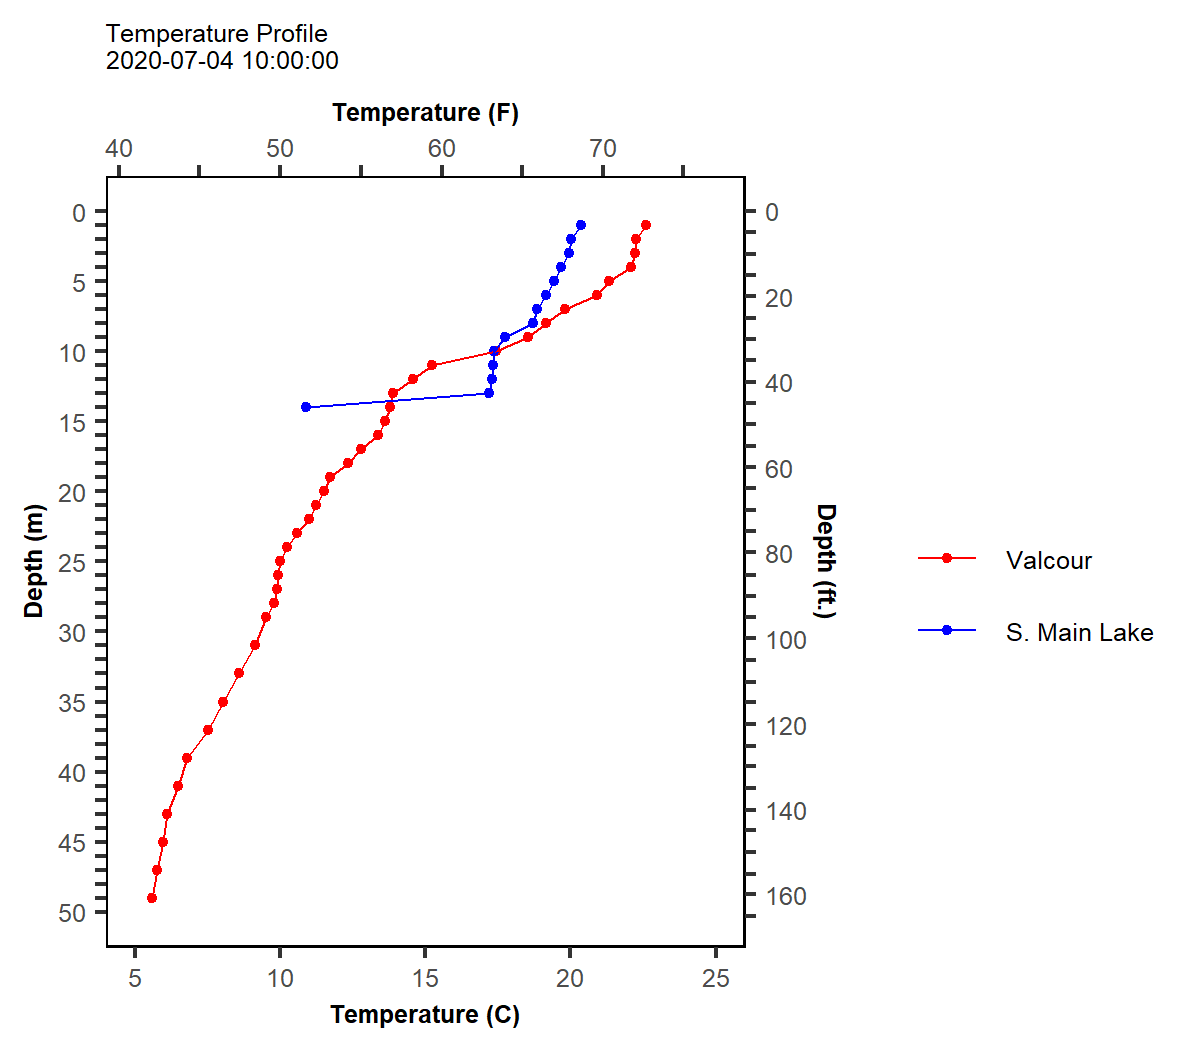 Temperature Profile
2020-07-04 10:00:00
Temperature (F)
40 50 60 70
0
5
10
15
20
25
30
35
40
45
50
Depth (m)
0
20
40
60
80
100
120
140
160
Depth (ft.)
Valcour
S. Main Lake
5 10 15 20 25
Temperature (C)